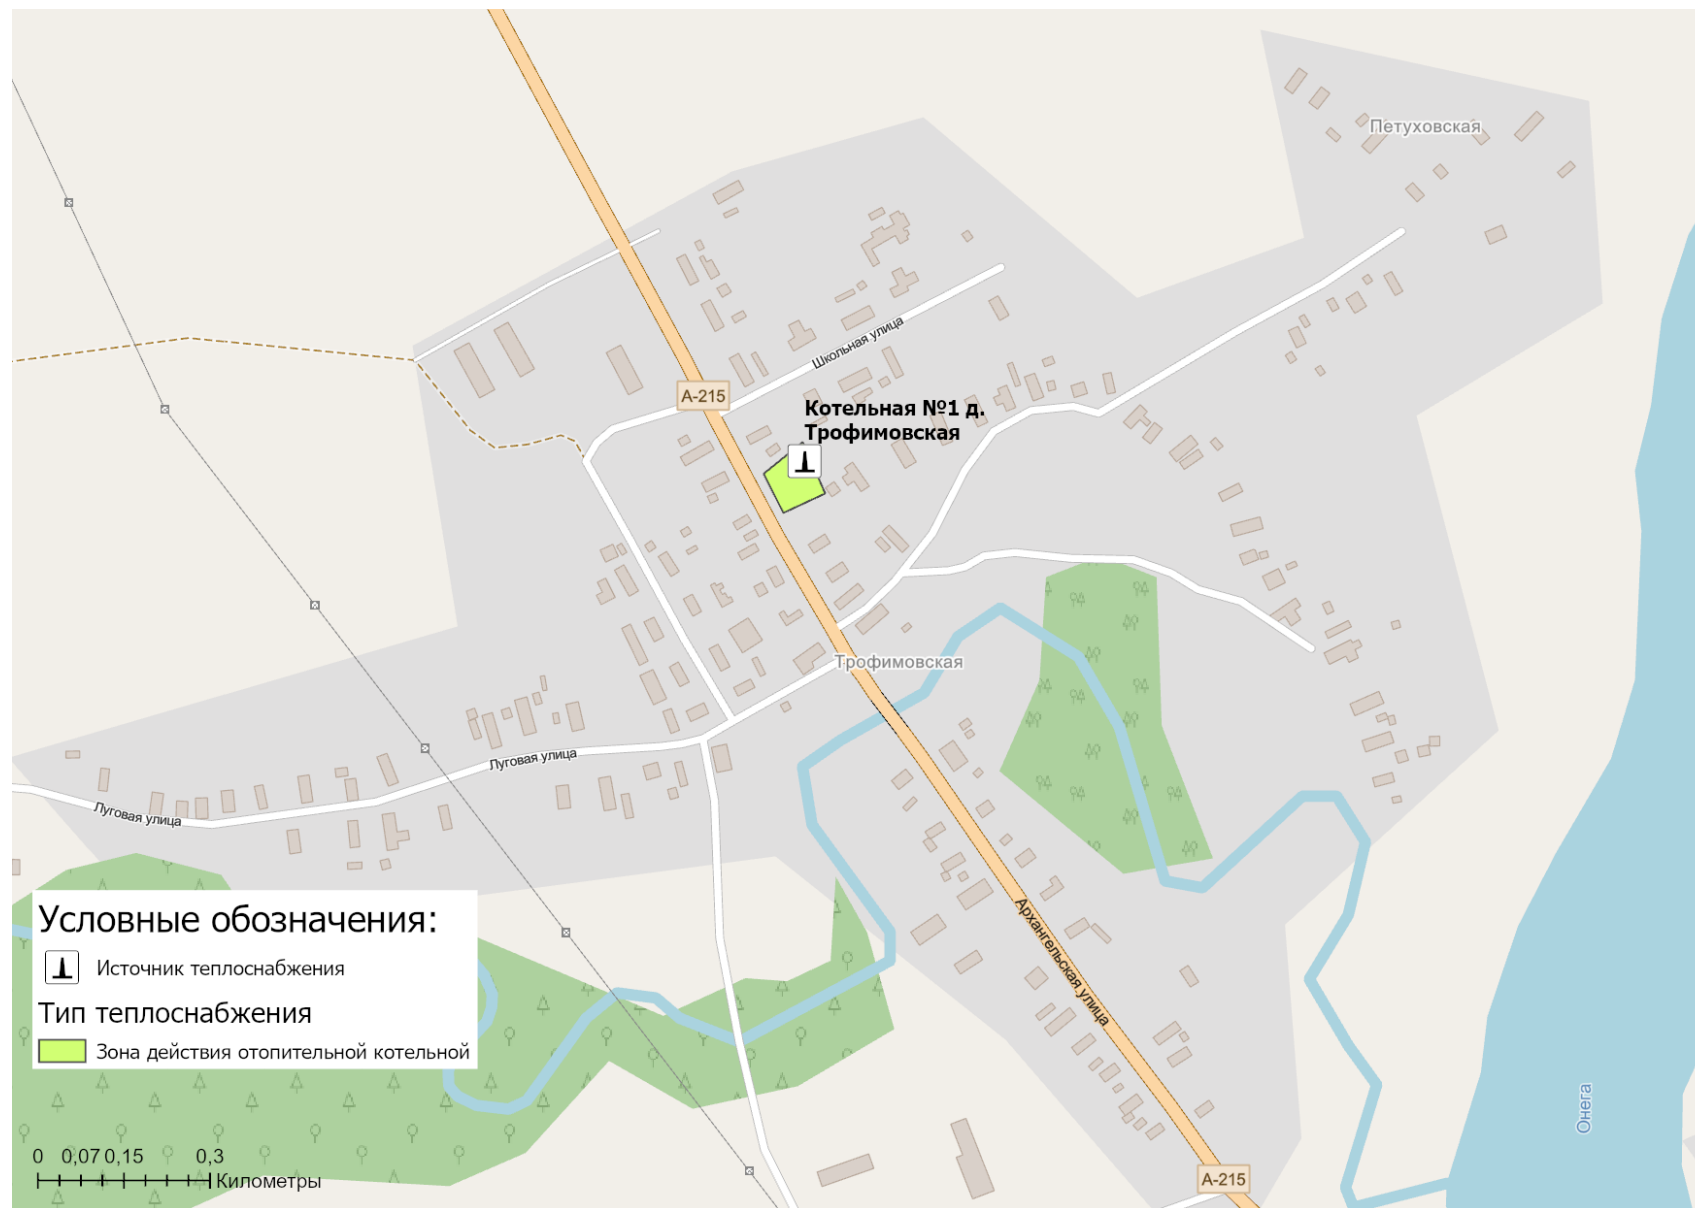 Петуховская
Школьная улица
А-215
Котельная №1 д.
Трофимовская
Трофимовская
Луговая улица
Луговая улица
Архангельская улица
Условные обозначения:
Источник теплоснабжения
Тип теплоснабжения
Зона действия отопительной котельной
Онега
0 0,07 0,15 0,3
Километры
А-215